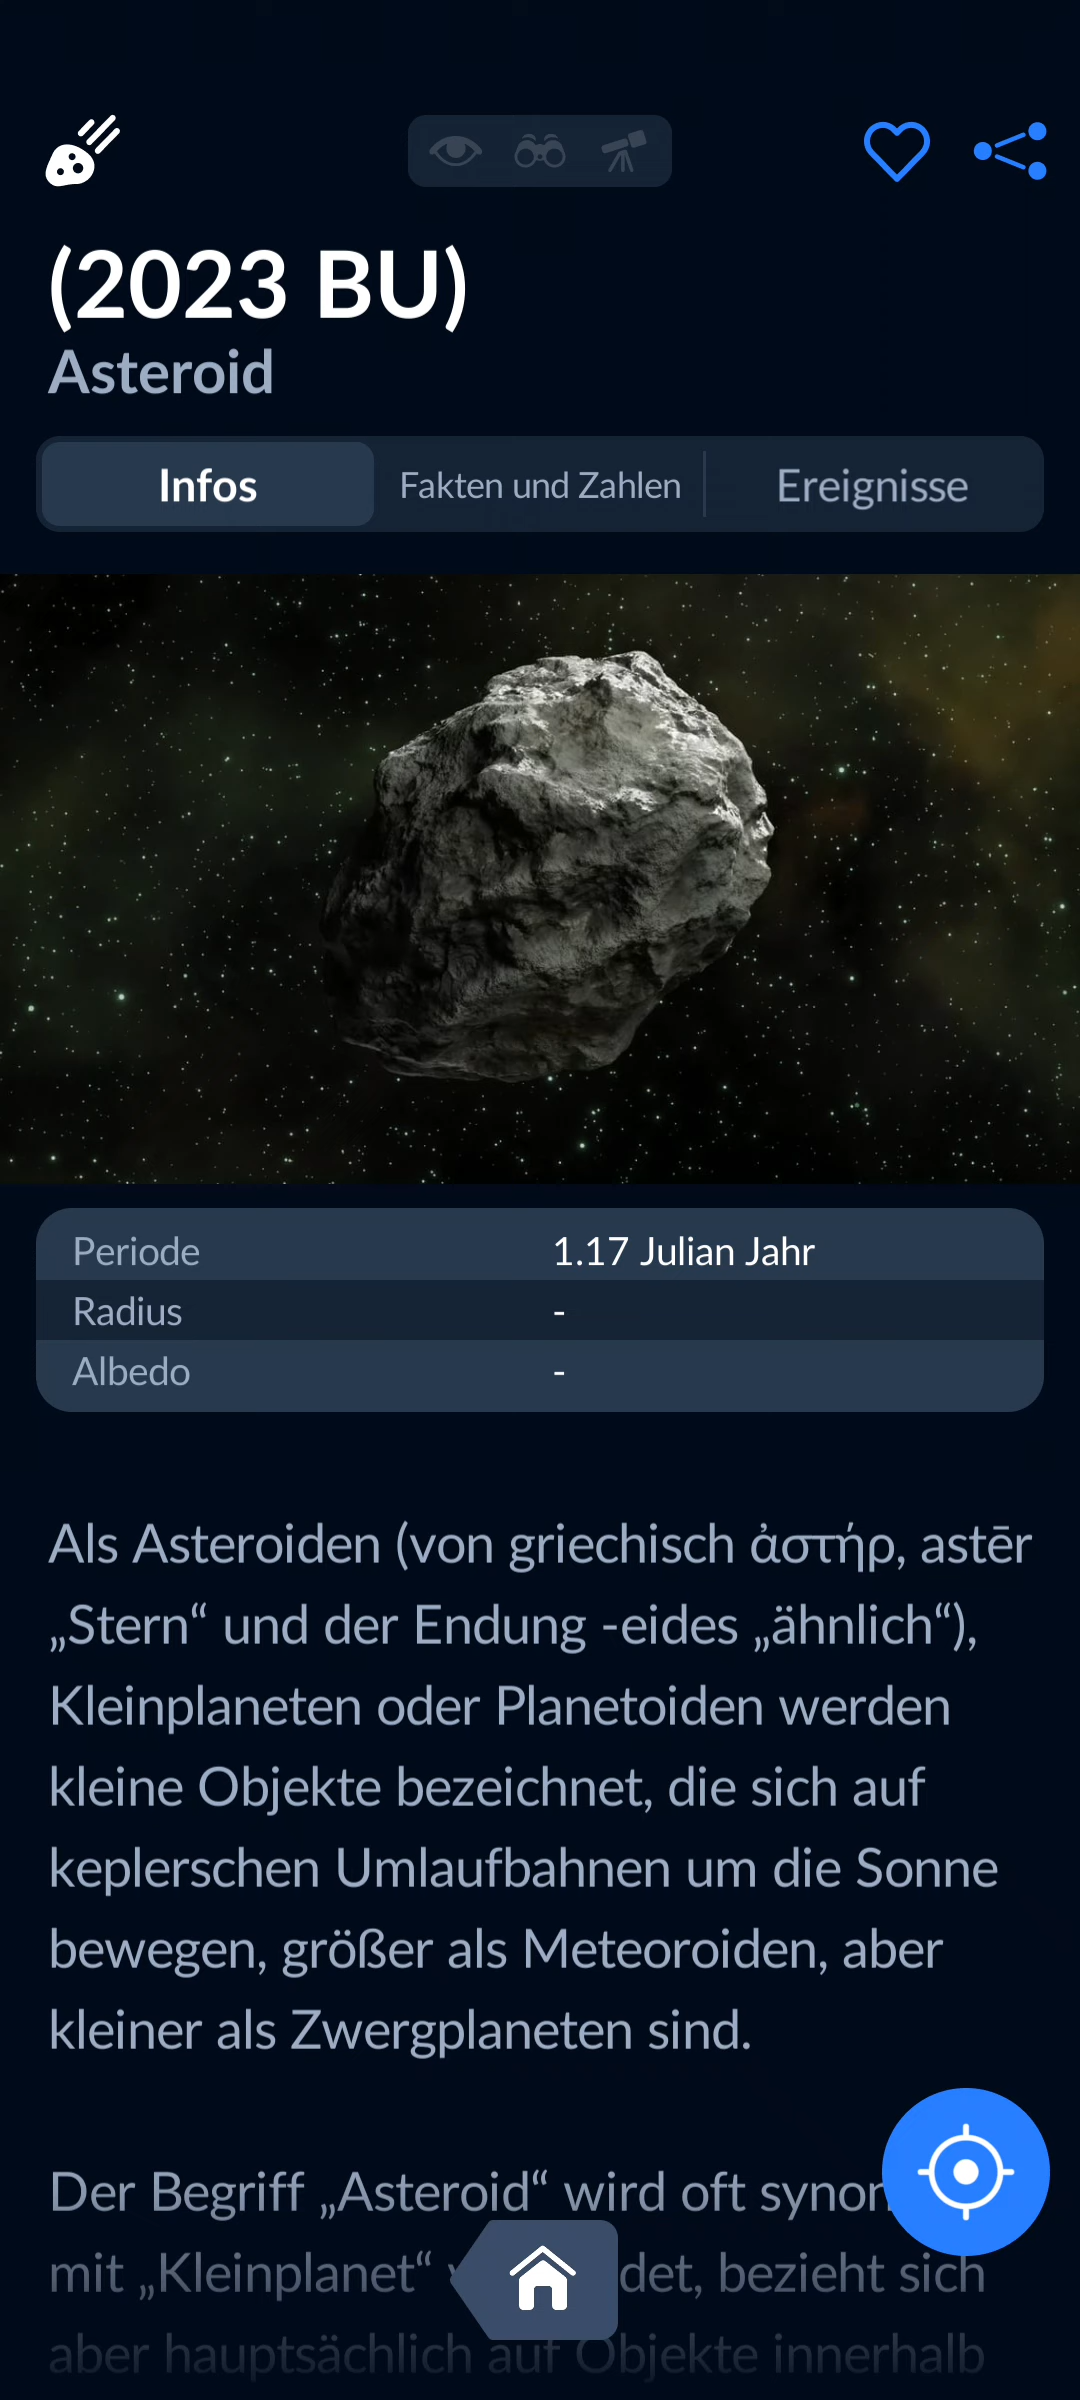 (2023 BU)
Asteroid
Infos
Fakten und Zahlen
Ereignisse
Periode 1.17 Julian Jahr
Radius -
Albedo -
Als Asteroiden (von griechisch ἀστήρ, astēr
„Stern“ und der Endung -eides „ähnlich“),
Kleinplaneten oder Planetoiden werden
kleine Objekte bezeichnet, die sich auf
keplerschen Umlaufbahnen um die Sonne
bewegen, größer als Meteoroiden, aber
kleiner als Zwergplaneten sind.
Der Begriff „Asteroid“ wird oft
mit „Kleinplanet“ bezieht sich
aber hauptsächlich auf Objekte innerhalb